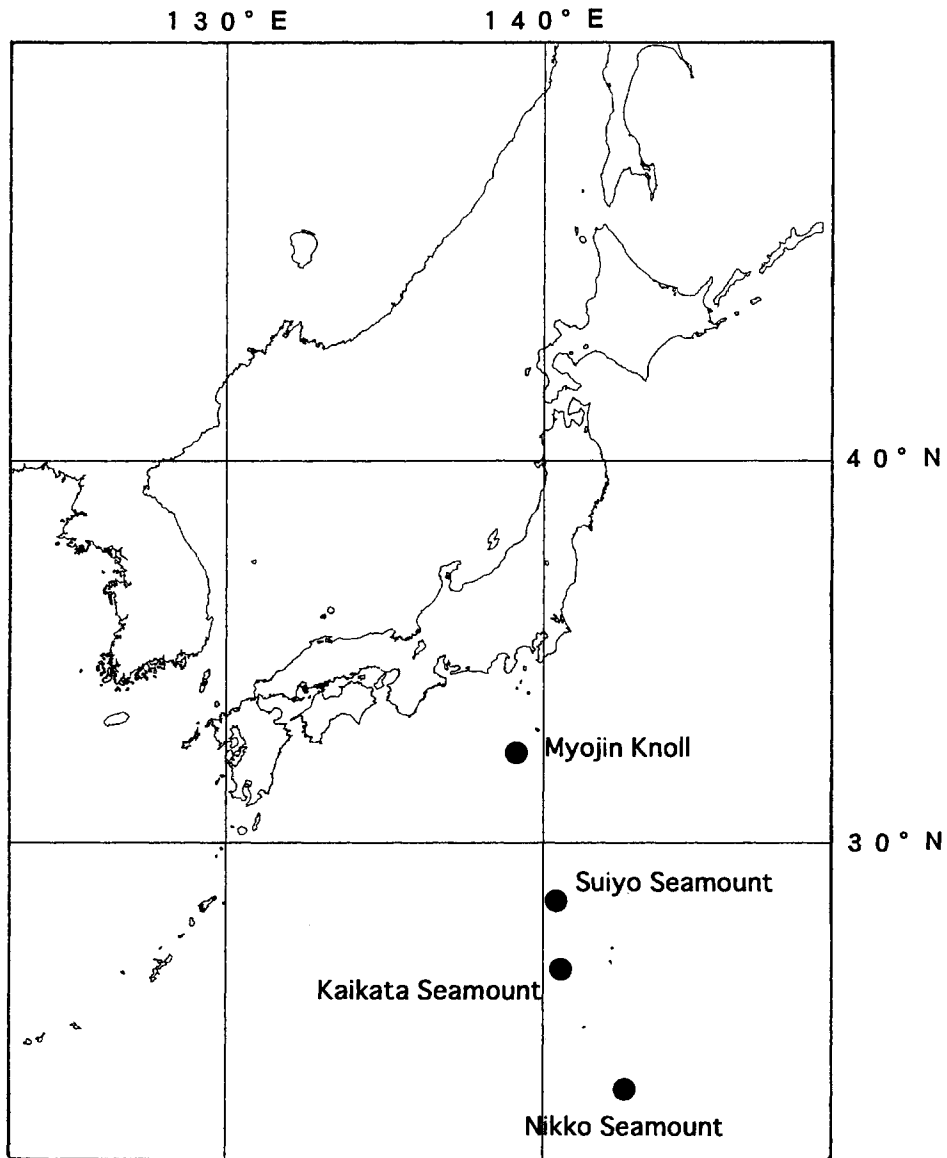 130°E 140°E
40°N
Myojin Knoll
30°N
Suiyo Seamount
Kaikata Seamount
Nikko Seamount